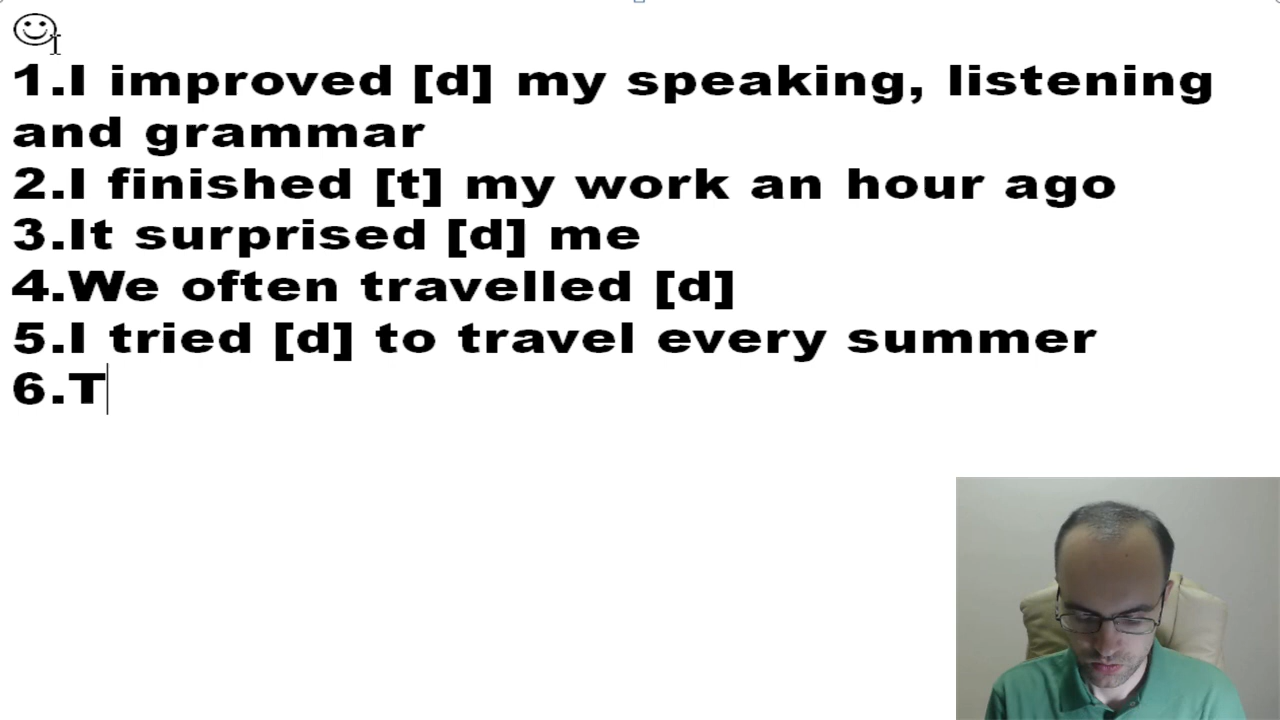 1.I improved [d] my speaking, listening
and grammar
2.I finished [t] my work an hour ago
3.It surprised [d] me
4.We often travelled [d]
5.I tried [d] to travel every summer
6.T